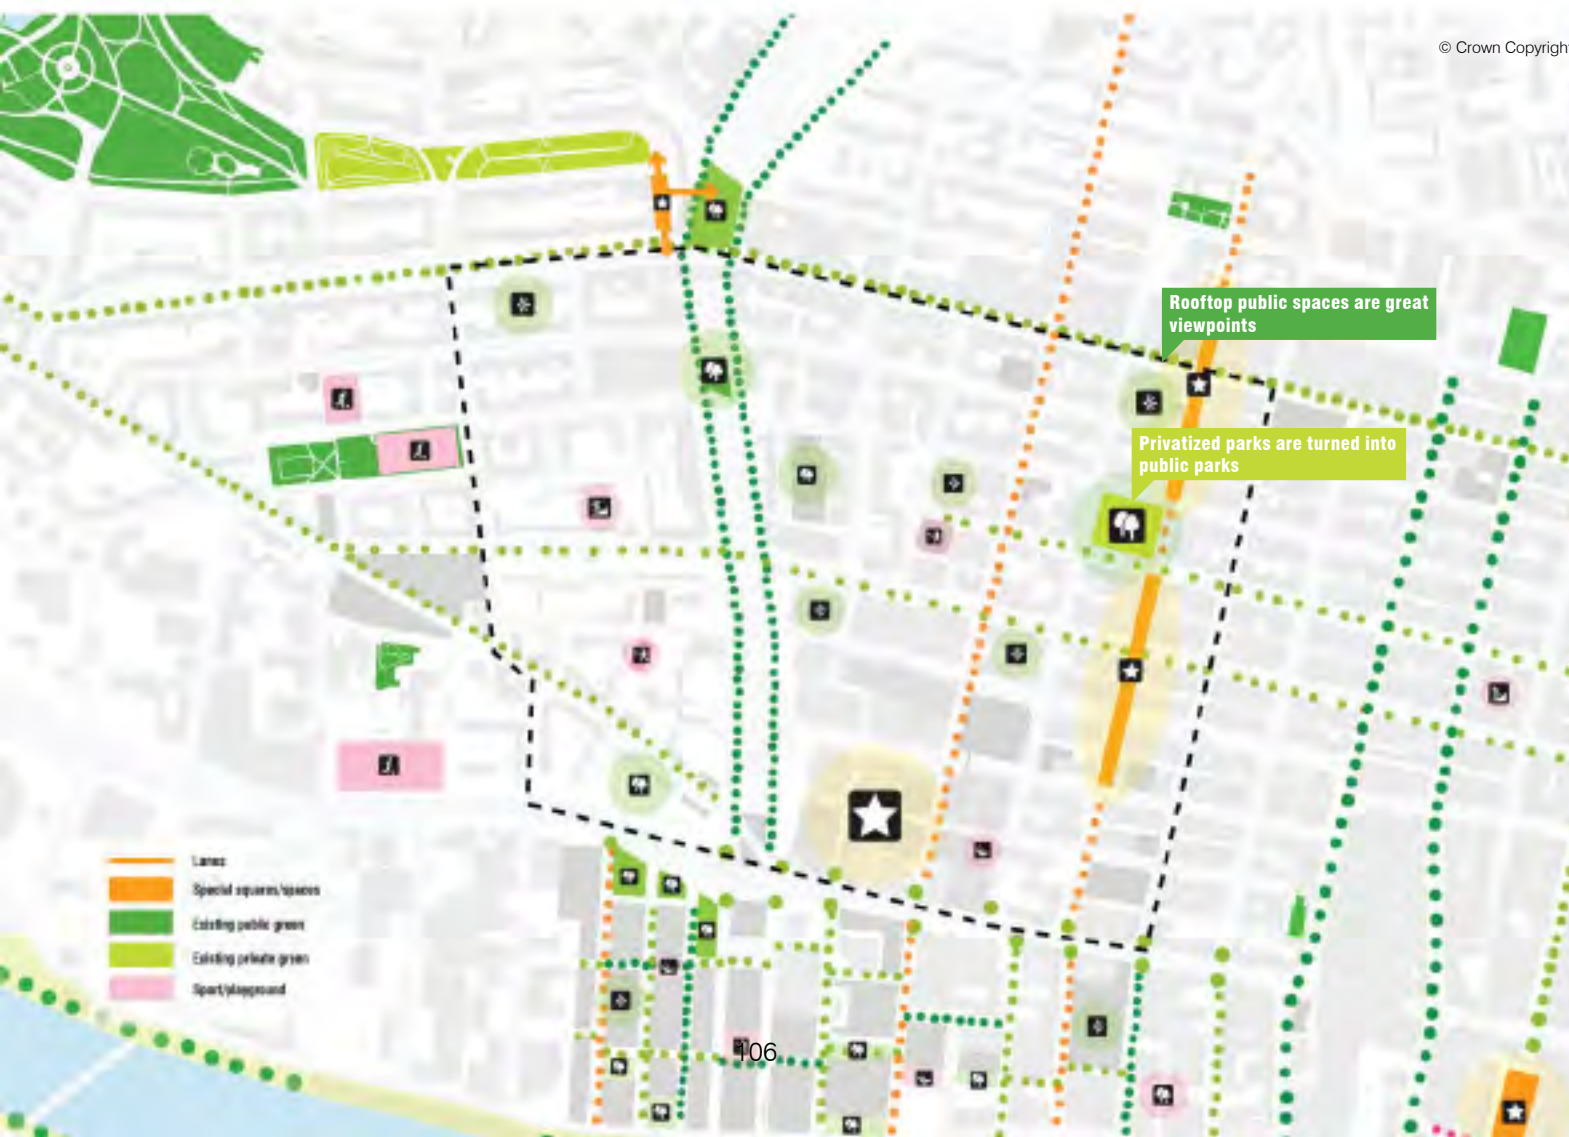 © Crown Copyright
Rooftop public spaces are great
viewpoints
Privatized parks are turned into
public parks
Lanes
Special squares/spaces
Existing public green
Existing private green
Sport/playground
106